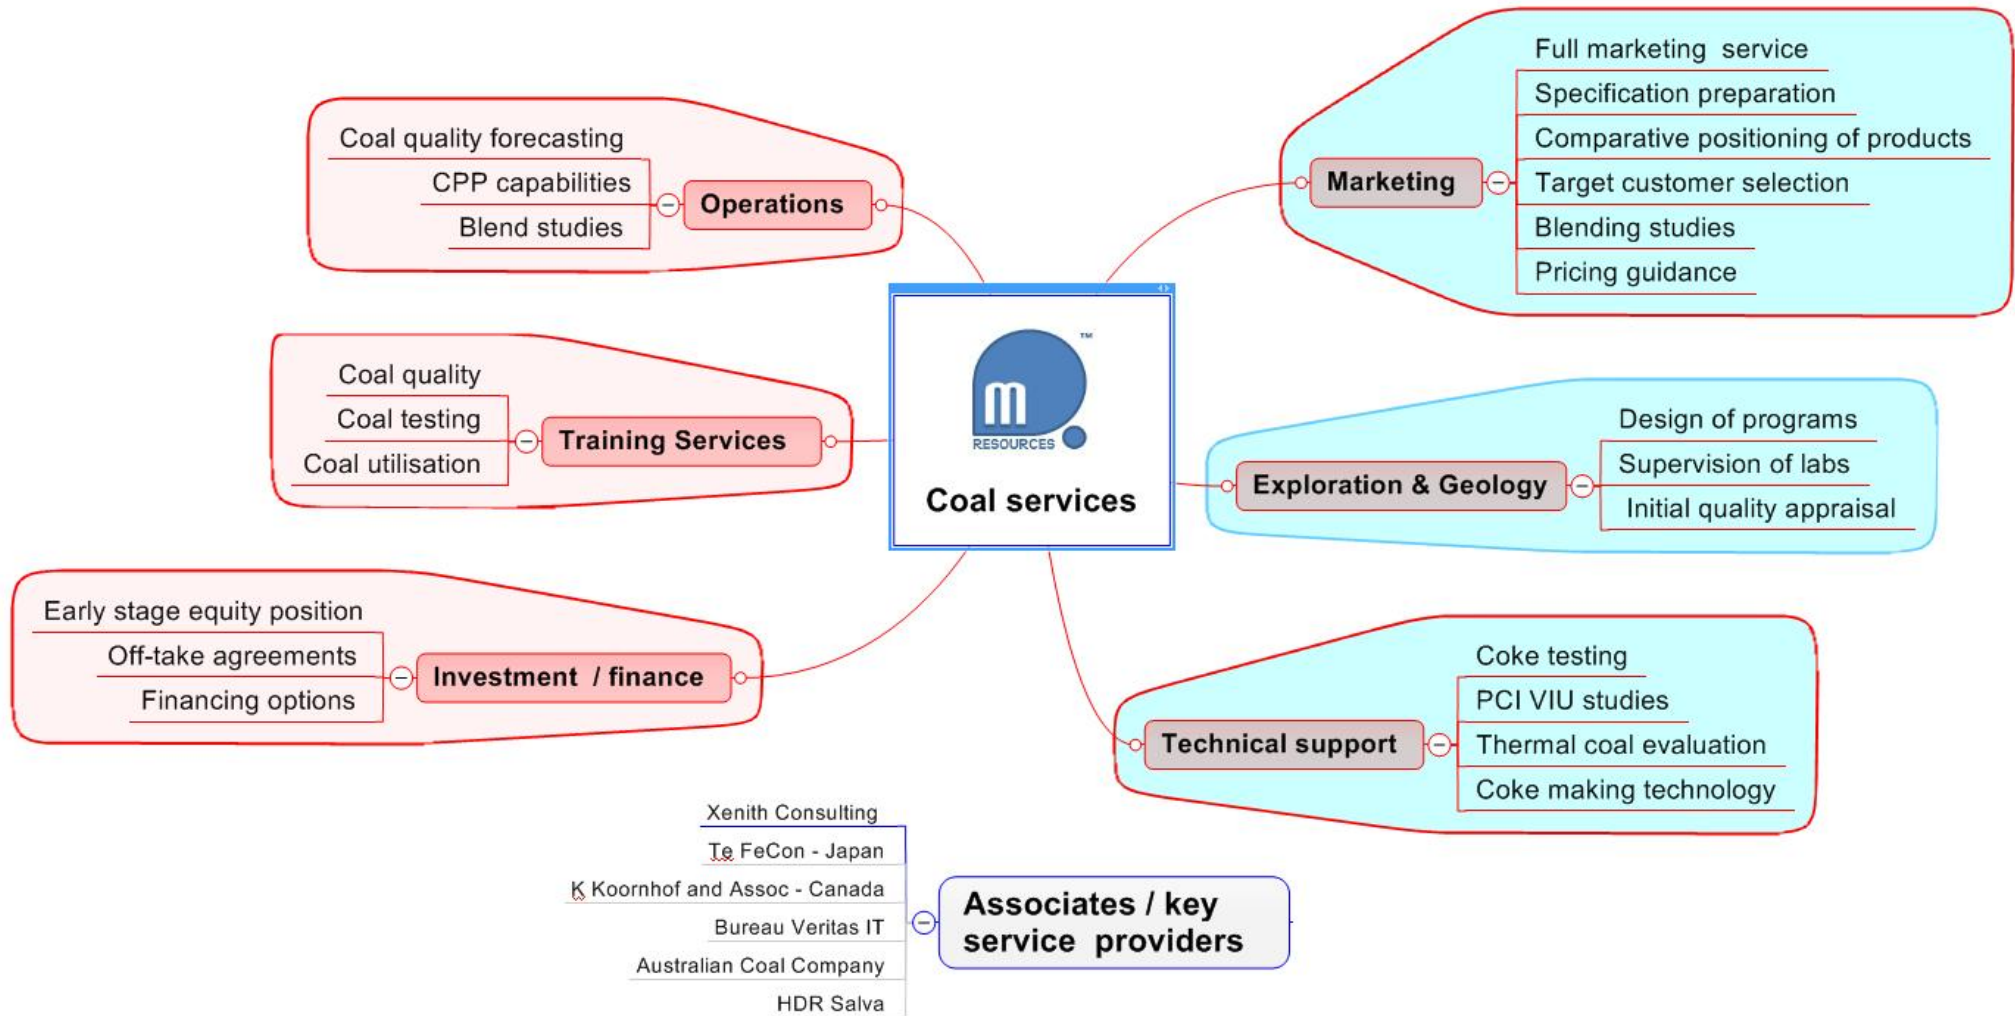 Coal quality forecasting
CPP capabilities
Blend studies
Operations
Coal quality
Coal testing
Coal utilisation
Training Services
Early stage equity position
Off-take agreements
Financing options
Investment / finance
m
™
RESOURCES
Coal services
Marketing
Full marketing service
Specification preparation
Comparative positioning of products
Target customer selection
Blending studies
Pricing guidance
Exploration & Geology
Design of programs
Supervision of labs
Initial quality appraisal
Technical support
Coke testing
PCI VIU studies
Thermal coal evaluation
Coke making technology
Xenith Consulting
Te FeCon - Japan
K Koornhof and Assoc - Canada
Bureau Veritas IT
Australian Coal Company
HDR Salva
Associates / key
service providers